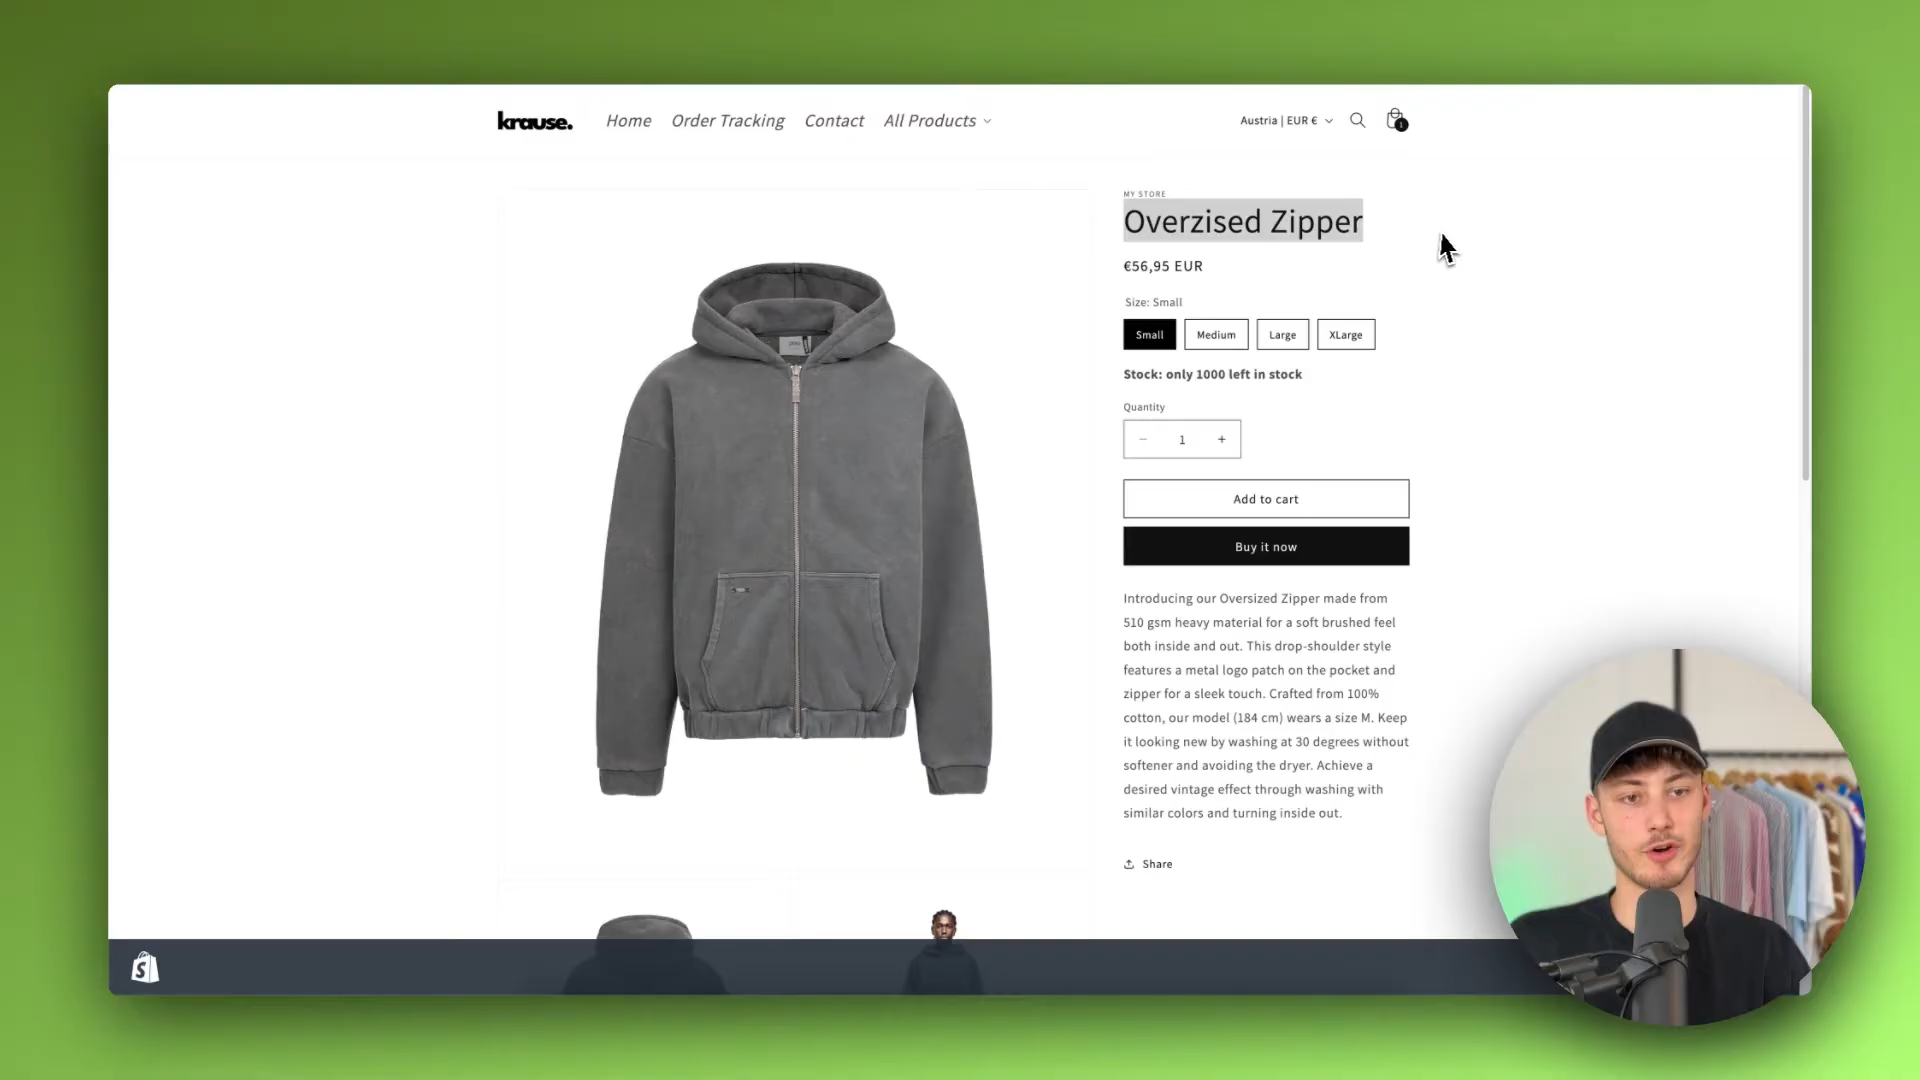 krause.
Home Order Tracking Contact All Products
Austria | EUR €
1
MY STORE
Overzised Zipper
€56,95 EUR
Size: Small
Small Medium Large XLarge
Stock: only 1000 left in stock
Quantity
− 1 +
Add to cart
Buy it now
Introducing our Oversized Zipper made from
510 gsm heavy material for a soft brushed feel
both inside and out. This drop-shoulder style
features a metal logo patch on the pocket and
zipper for a sleek touch. Crafted from 100%
cotton, our model (184 cm) wears a size M. Keep
it looking new by washing at 30 degrees without
softener and avoiding the dryer. Achieve a
desired vintage effect through washing with
similar colors and turning inside out.
Share